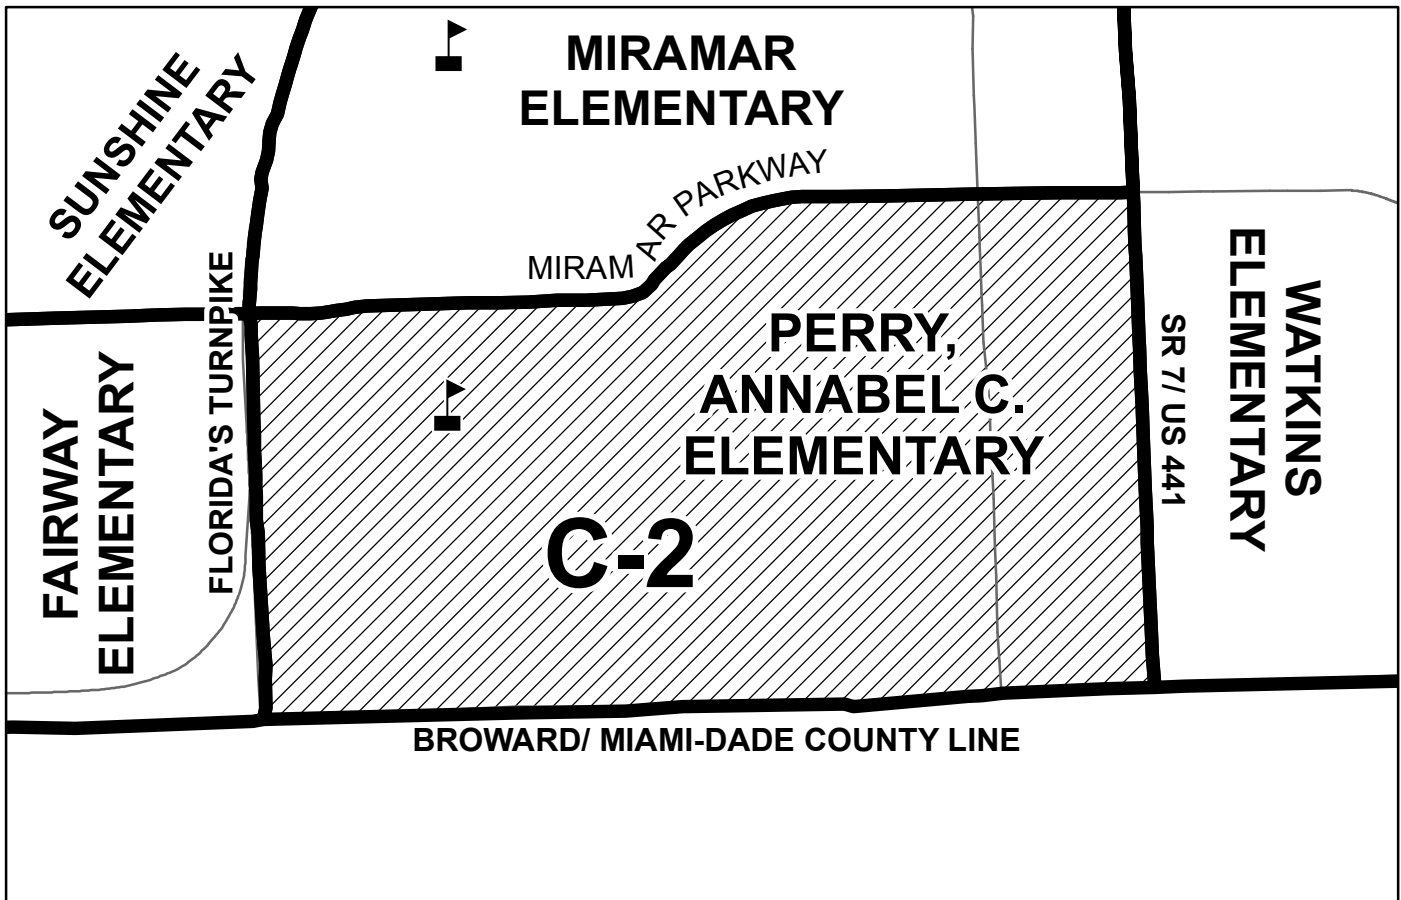 SUNSHINE
ELEMENTARY
MIRAMAR
ELEMENTARY
MIRAMAR PARKWAY
FLORIDA'S TURNPIKE
FAIRWAY
ELEMENTARY
PERRY,
ANNABEL C.
ELEMENTARY
C-2
SR 7/ US 441
WATKINS
ELEMENTARY
BROWARD/ MIAMI-DADE COUNTY LINE